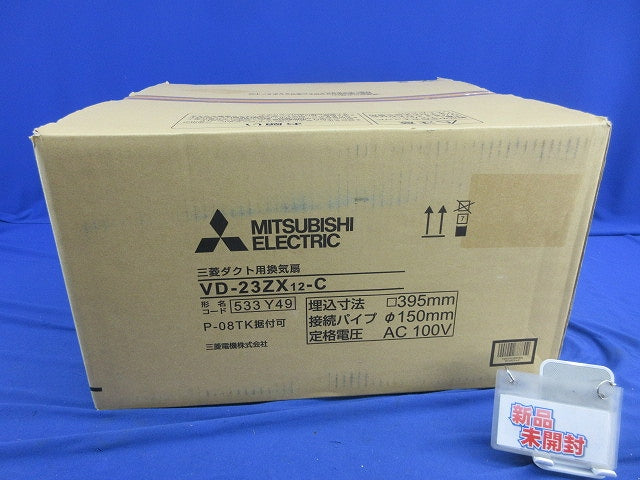 MITSUBISHI
ELECTRIC
三菱ダクト用換気扇
VD-23ZX12-C
形名コード 533 Y49
P-08TK据付可
三菱電機株式会社
埋込寸法 □395mm
接続パイプ φ150mm
定格電圧 AC 100V
7
新品
未開封